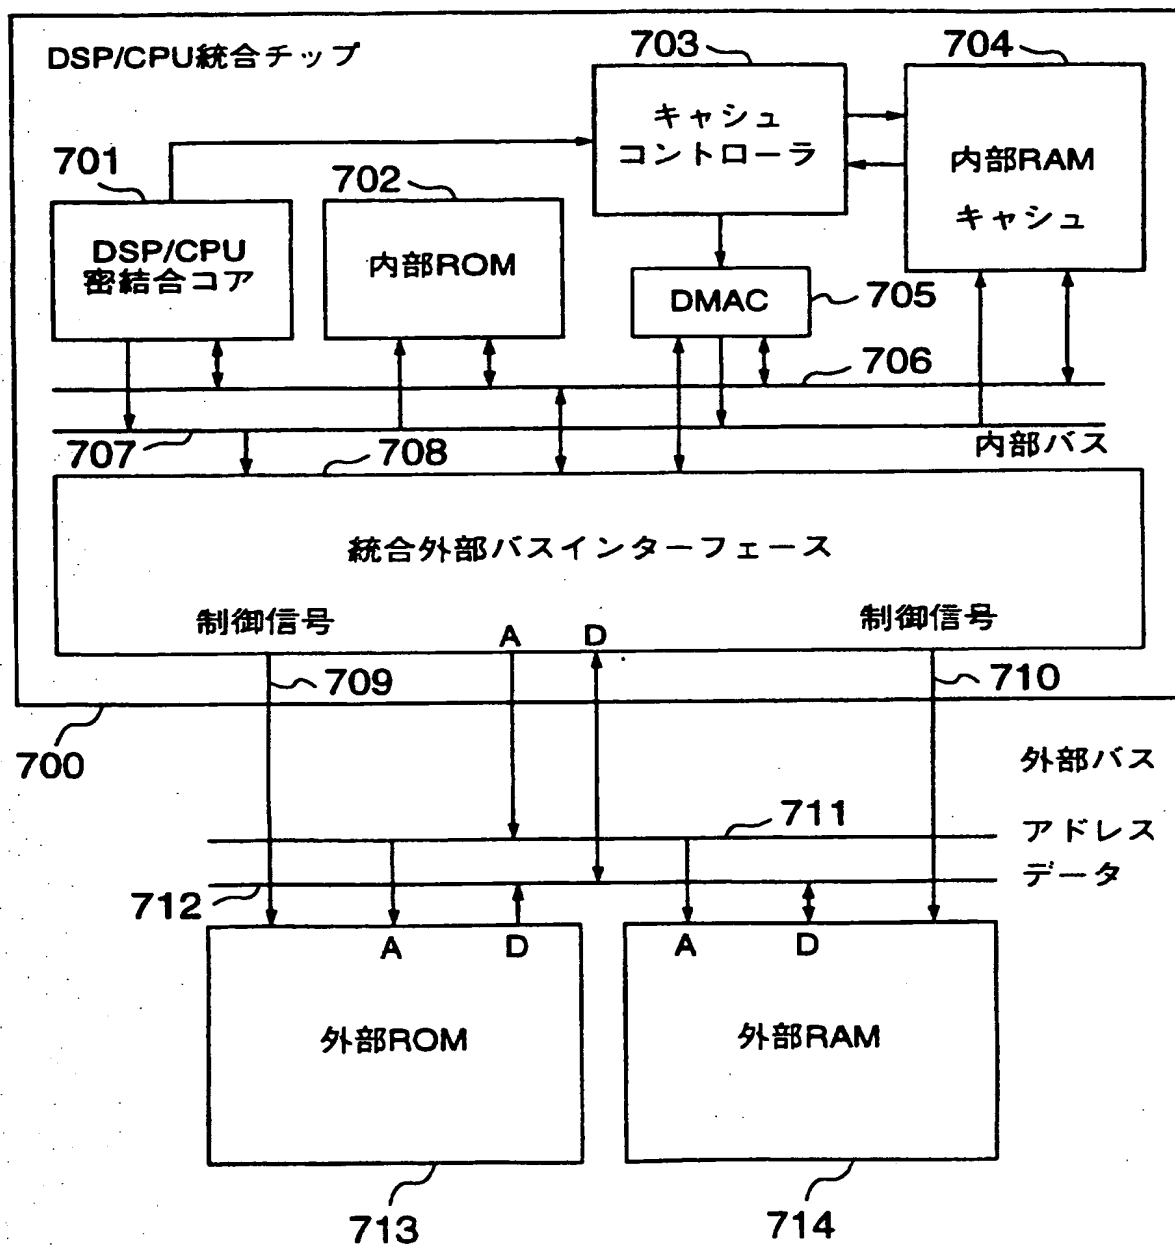 DSP/CPU統合チップ
703
704
キャシュ
コントローラ
内部RAM
キャシュ
701
702
DSP/CPU
密結合コア
内部ROM
DMAC
705
706
707
708
内部バス
統合外部バスインターフェース
制御信号
A
D
制御信号
709
710
700
外部バス
711
アドレス
712
データ
A
D
A
D
外部ROM
外部RAM
713
714